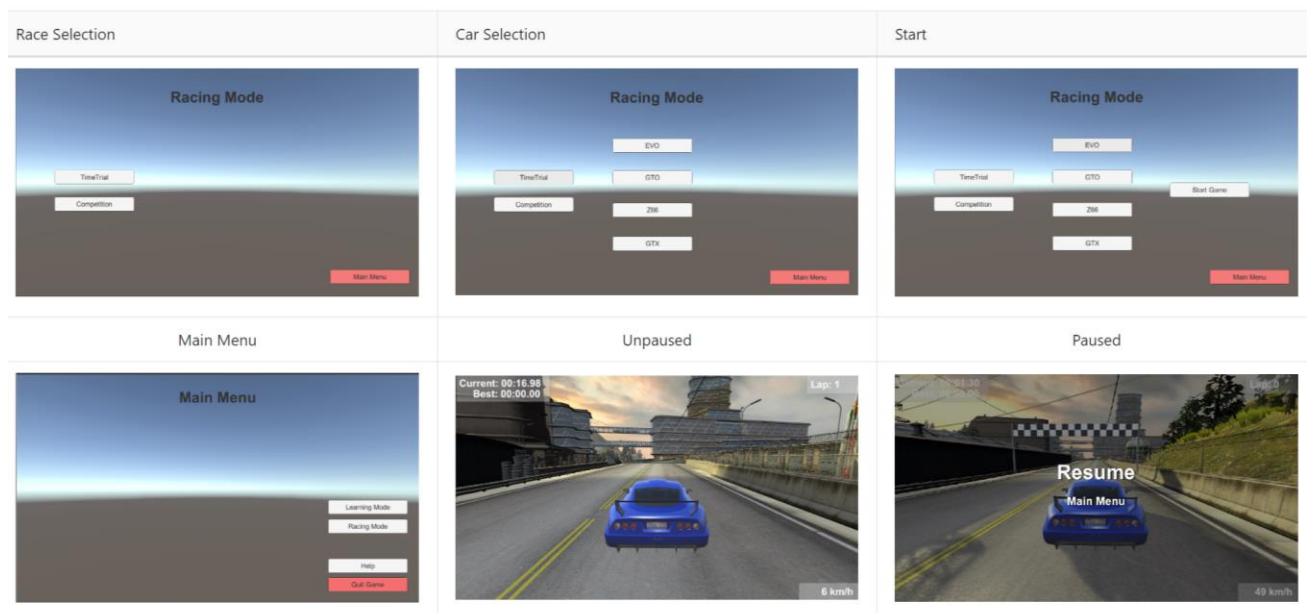 Race Selection
Car Selection
Start
Racing Mode
TimeTrial
Competition
Main Menu
Racing Mode
EVO
TimeTrial
GTO
Competition
Z66
GTX
Main Menu
Racing Mode
EVO
TimeTrial
GTO
Start Game
Competition
Z66
GTX
Main Menu
Main Menu
Unpaused
Paused
Main Menu
Learning Mode
Racing Mode
Help
Quit Game
Current: 00:16.98
Best: 00:00.00
Lap: 1
6 km/h
Resume
Main Menu
49 km/h